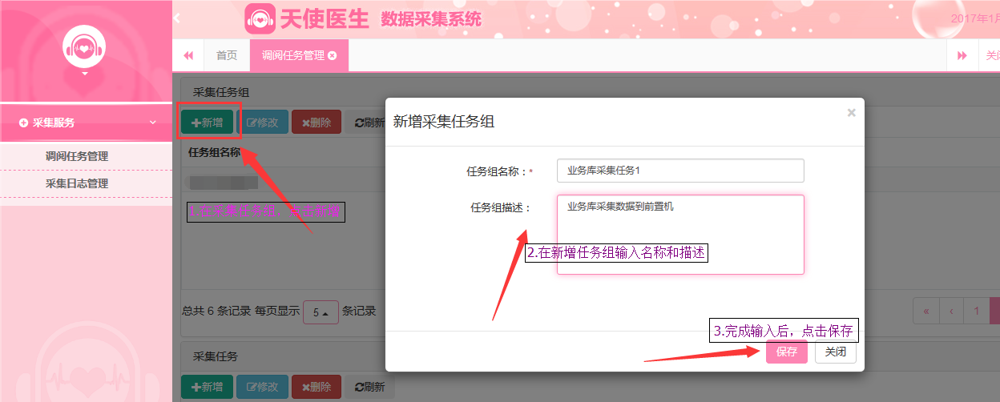 天使医生 数据采集系统
2017年1月
首页
调阅任务管理
关闭
采集服务
调阅任务管理
采集日志管理
采集任务组
新增 修改 删除 刷新
任务组名称
1.在采集任务组，点击新增
总共 6 条记录 每页显示 5 条记录
« ‹ 1
采集任务
新增 修改 删除 刷新
新增采集任务组
×
任务组名称：*
业务库采集任务1
任务组描述：
业务库采集数据到前置机
2.在新增任务组输入名称和描述
3.完成输入后，点击保存
保存 关闭